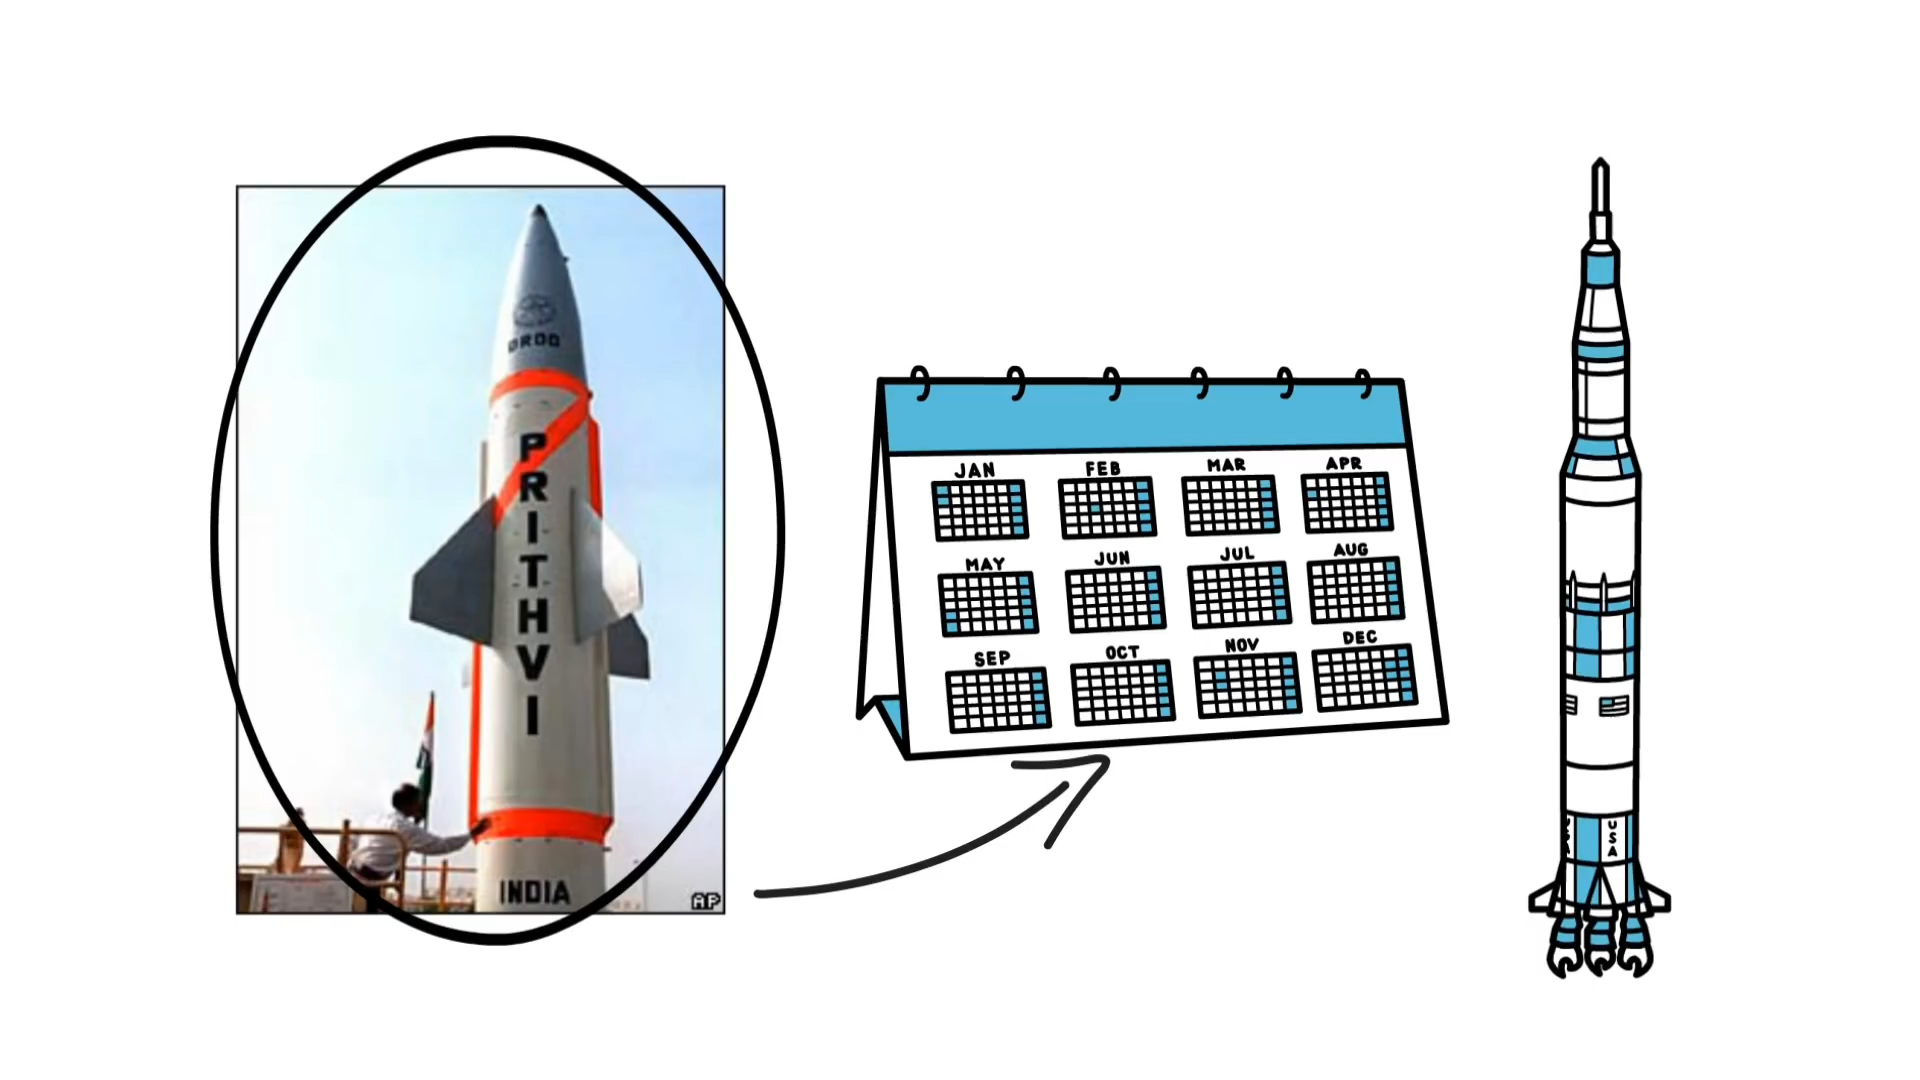 DRDO
PRITHVI
INDIA
AP
JAN FEB MAR APR
MAY JUN JUL AUG
SEP OCT NOV DEC
USA